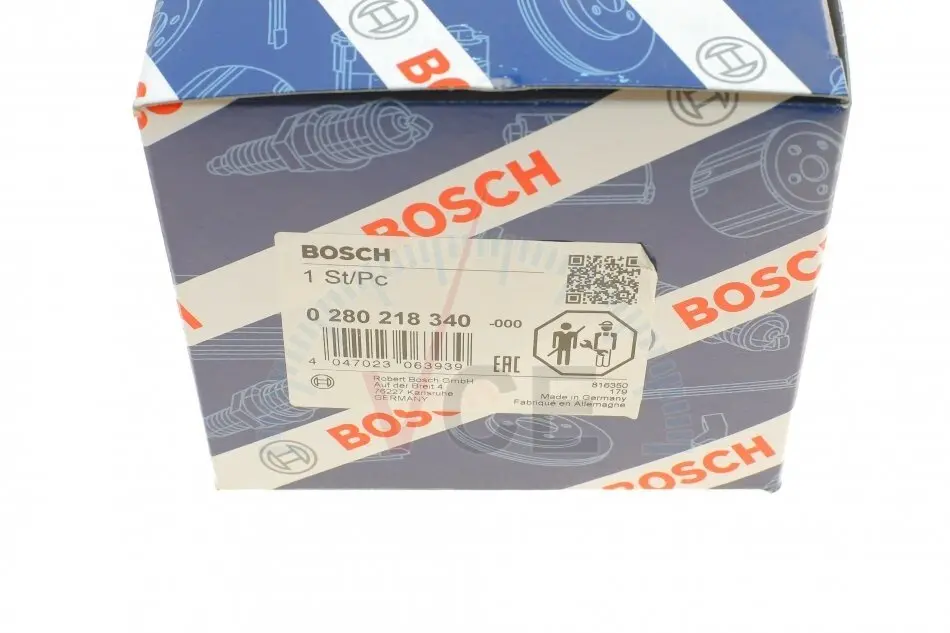 BOSCH
BOSCH
BOSCH
BOSCH
1 St/Pc
0 280 218 340 -000
4 047023 063939
EAC
Robert Bosch GmbH
Auf der Breit 4
76227 Karlsruhe
GERMANY
816350
179
Made in Germany
Fabriqué en Allemagne
BOSCH
BOSCH